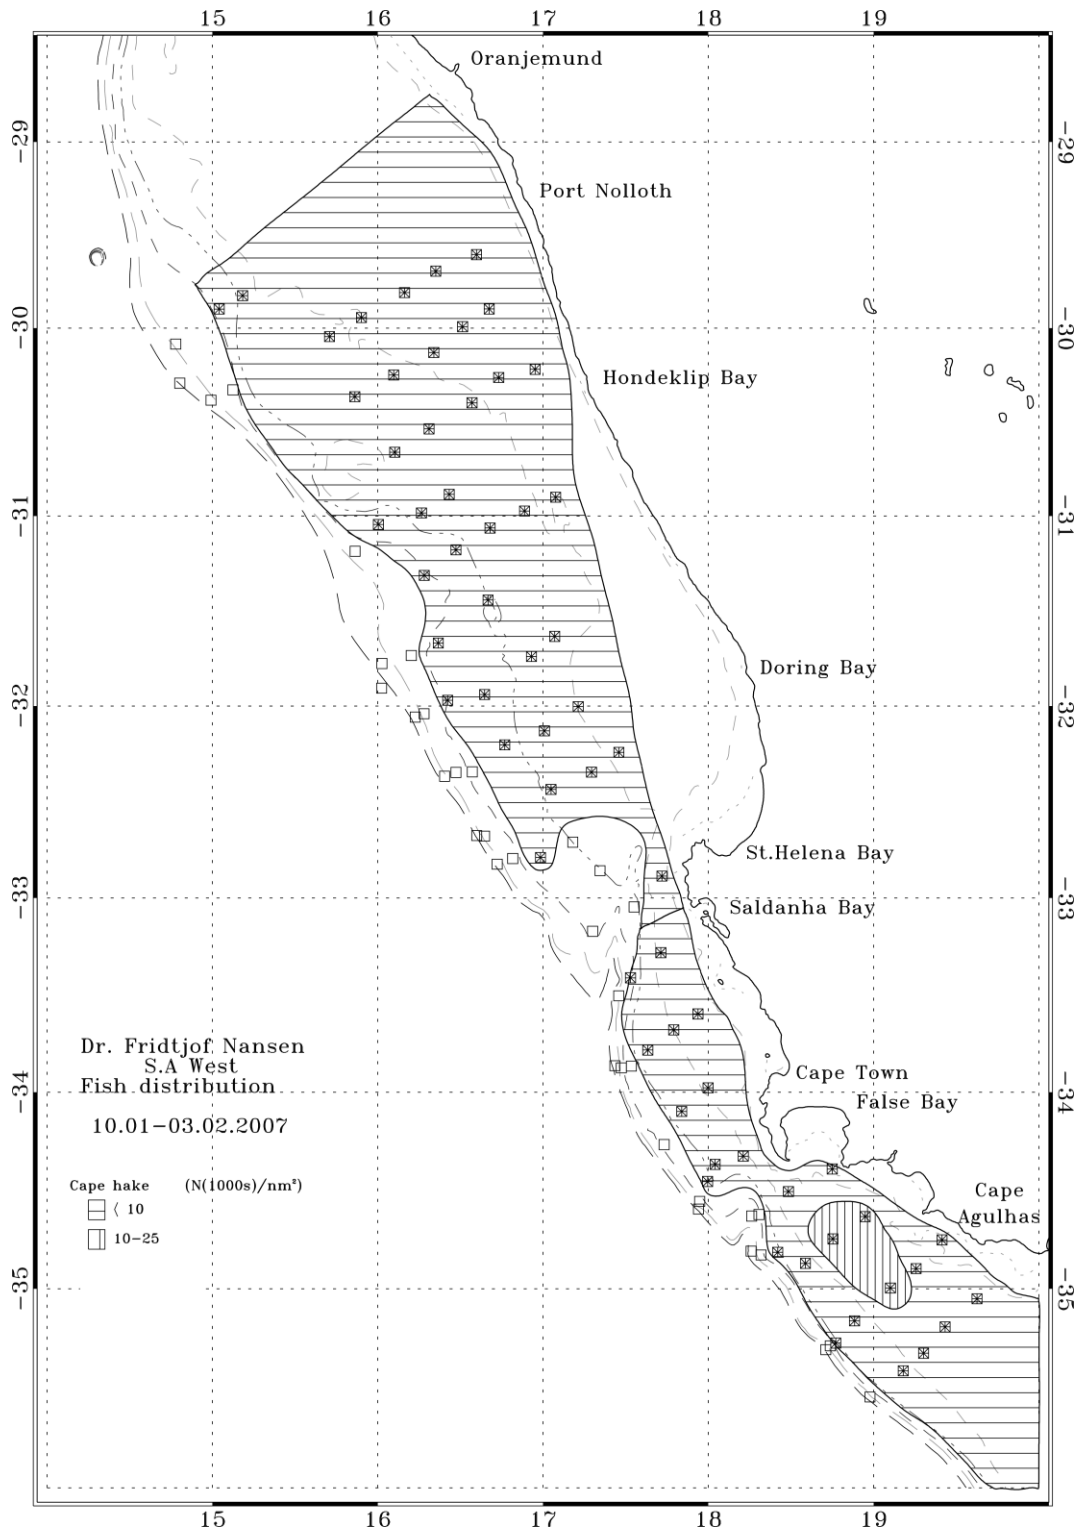 15 16 17 18 19
Oranjemund
-29 -29
Port Nolloth
-30 -30
Hondeklip Bay
-31 -31
Doring Bay
-32 -32
St.Helena Bay
-33 -33
Saldanha Bay
Dr. Fridtjof Nansen
S.A West
Fish distribution
10.01-03.02.2007
Cape Town
-34 -34
False Bay
Cape hake (N(1000s)/nm²)
< 10
10-25
Cape
Agulhas
-35 -35
15 16 17 18 19